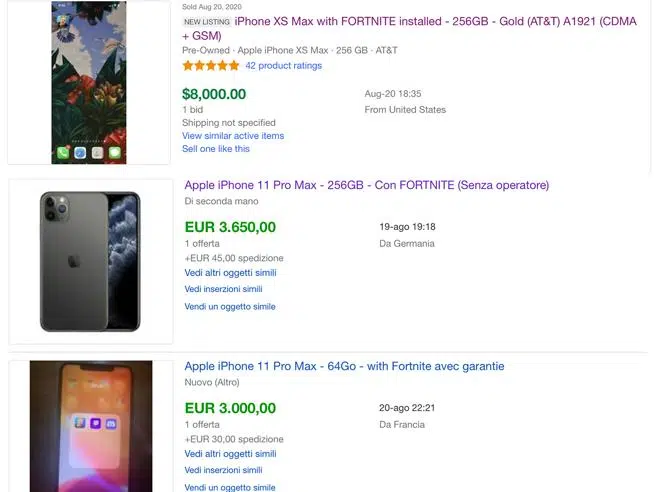 Sold Aug 20, 2020
NEW LISTING iPhone XS Max with FORTNITE installed - 256GB - Gold (AT&T) A1921 (CDMA
+ GSM)
Pre-Owned · Apple iPhone XS Max · 256 GB · AT&T
42 product ratings
$8,000.00
Aug-20 18:35
1 bid
From United States
Shipping not specified
View similar active items
Sell one like this
Apple iPhone 11 Pro Max - 256GB - Con FORTNITE (Senza operatore)
Di seconda mano
EUR 3.650,00
19-ago 19:18
1 offerta
Da Germania
+EUR 45,00 spedizione
Vedi altri oggetti simili
Vedi inserzioni simili
Vendi un oggetto simile
Apple iPhone 11 Pro Max - 64Go - with Fortnite avec garantie
Nuovo (Altro)
EUR 3.000,00
20-ago 22:21
1 offerta
Da Francia
+EUR 30,00 spedizione
Vedi altri oggetti simili
Vedi inserzioni simili
Vendi un oggetto simile